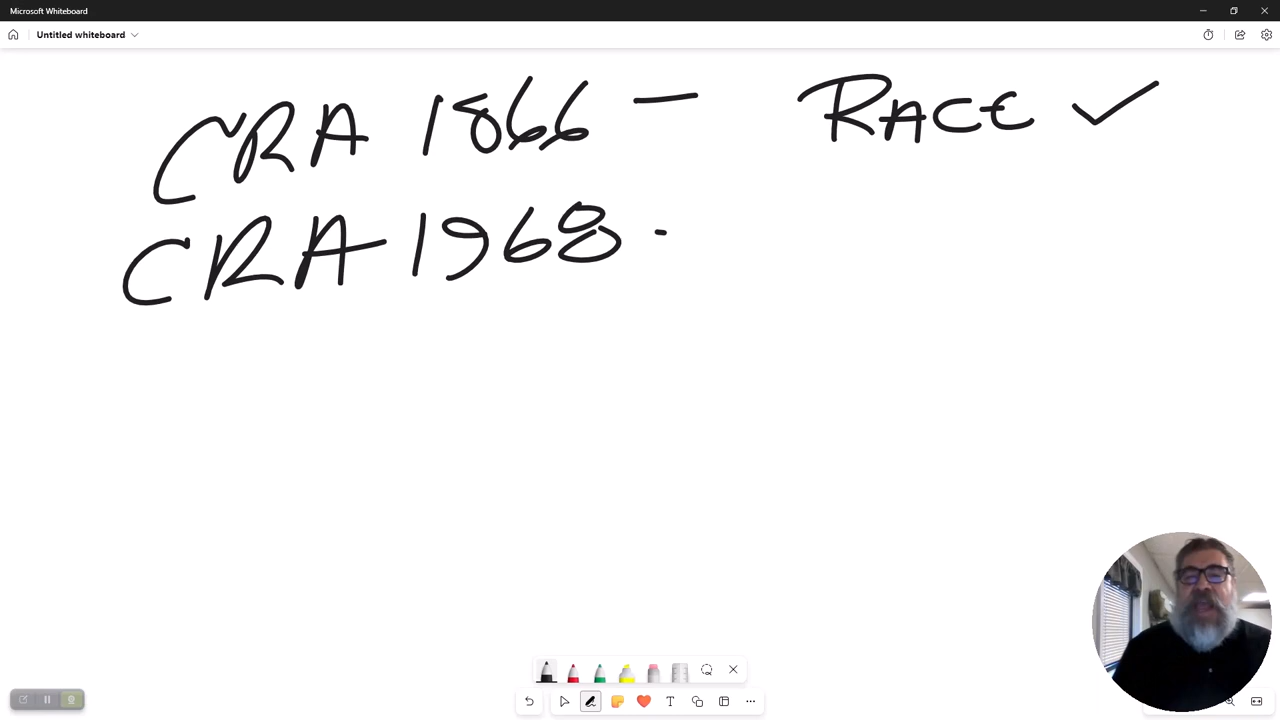 Microsoft Whiteboard
Untitled whiteboard
CRA 1866 — RACE ✓
CRA 1968 -
T